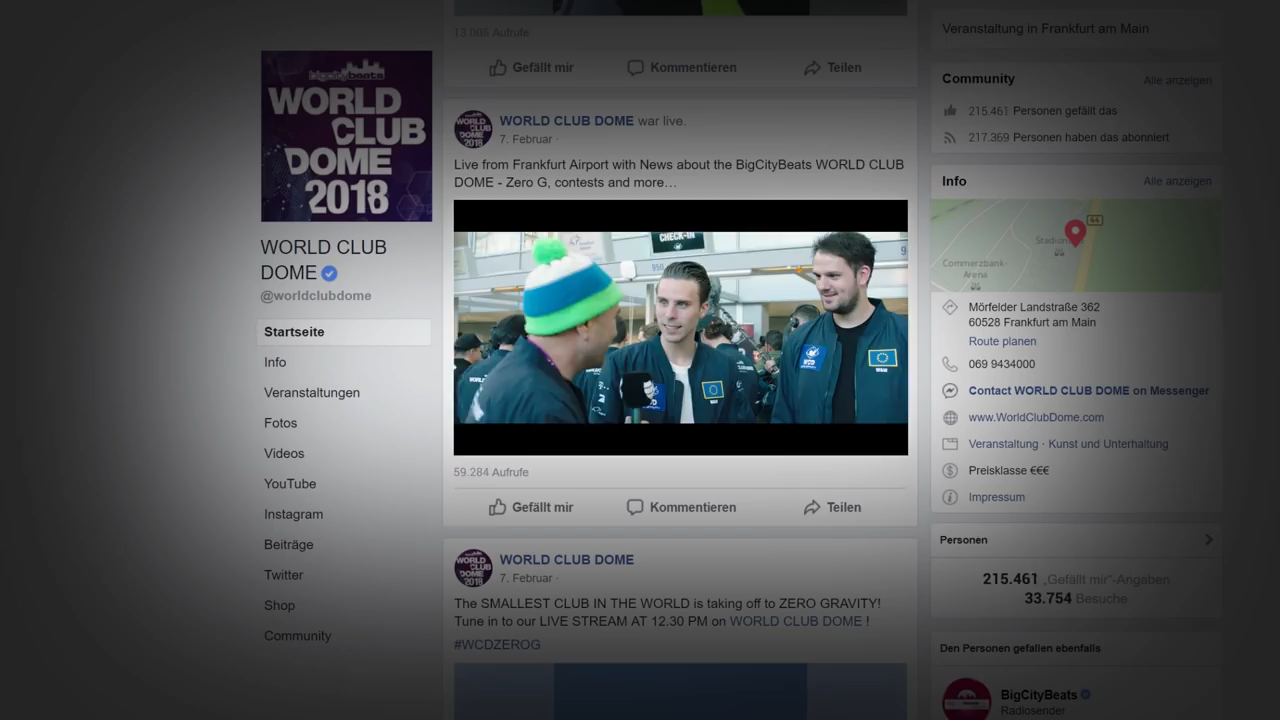 bigcitybeats
WORLD
CLUB
DOME
2018
WORLD CLUB
DOME
@worldclubdome
Startseite
Info
Veranstaltungen
Fotos
Videos
YouTube
Instagram
Beiträge
Twitter
Shop
Community
13.005 Aufrufe
Gefällt mir
Kommentieren
Teilen
WORLD CLUB DOME war live.
7. Februar ·
Live from Frankfurt Airport with News about the BigCityBeats WORLD CLUB
DOME - Zero G, contests and more…
CHECK-IN
950
59.284 Aufrufe
Gefällt mir
Kommentieren
Teilen
WORLD CLUB DOME
7. Februar ·
The SMALLEST CLUB IN THE WORLD is taking off to ZERO GRAVITY!
Tune in to our LIVE STREAM AT 12.30 PM on WORLD CLUB DOME !
#WCDZEROG
Veranstaltung in Frankfurt am Main
Community
Alle anzeigen
215.461 Personen gefällt das
217.369 Personen haben das abonniert
Info
Alle anzeigen
44
Stadion
Commerzbank-
Arena
Mörfelder Landstraße 362
60528 Frankfurt am Main
Route planen
069 9434000
Contact WORLD CLUB DOME on Messenger
www.WorldClubDome.com
Veranstaltung · Kunst und Unterhaltung
Preisklasse €€€
Impressum
Personen
215.461 „Gefällt mir“-Angaben
33.754 Besuche
Den Personen gefallen ebenfalls
BigCityBeats
Radiosender